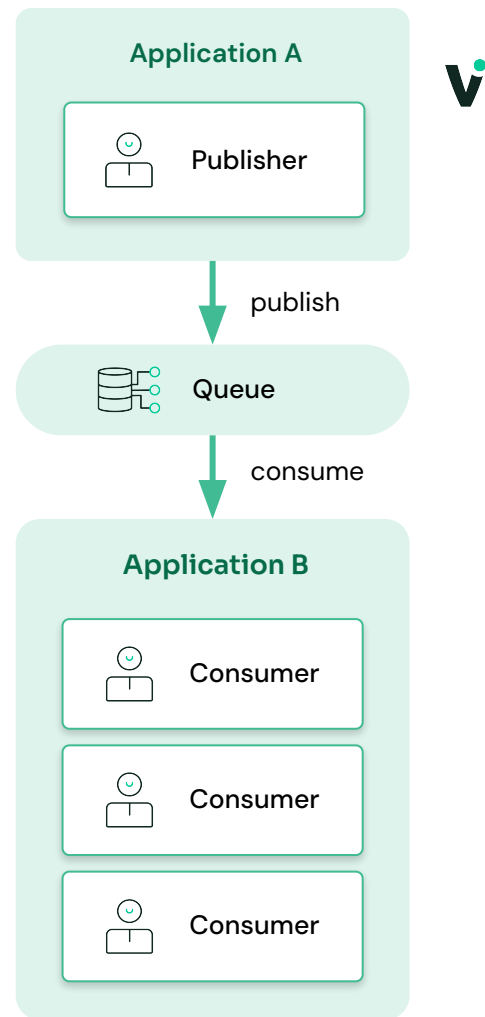 Application A
Publisher
publish
Queue
consume
Application B
Consumer
Consumer
Consumer